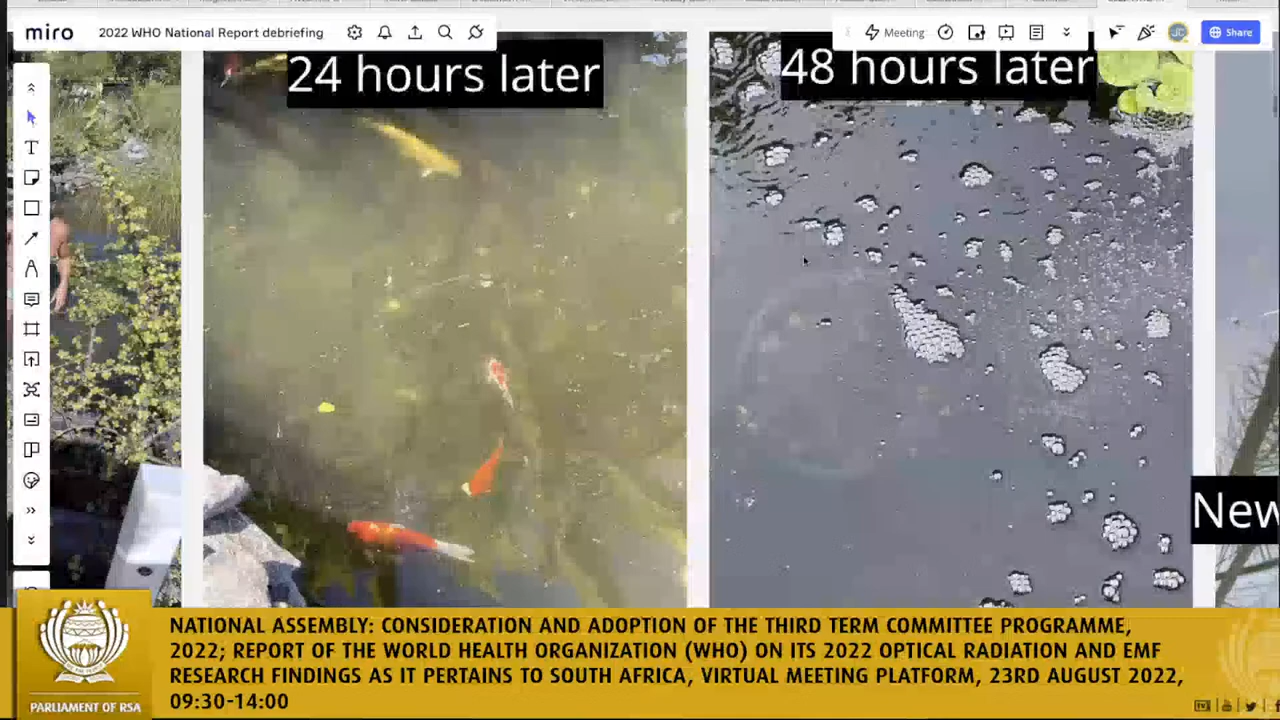 miro
2022 WHO National Report debriefing
Meeting
JC
Share
24 hours later
48 hours later
New
NATIONAL ASSEMBLY: CONSIDERATION AND ADOPTION OF THE THIRD TERM COMMITTEE PROGRAMME,
2022; REPORT OF THE WORLD HEALTH ORGANIZATION (WHO) ON ITS 2022 OPTICAL RADIATION AND EMF
RESEARCH FINDINGS AS IT PERTAINS TO SOUTH AFRICA, VIRTUAL MEETING PLATFORM, 23RD AUGUST 2022,
09:30-14:00
PARLIAMENT OF RSA